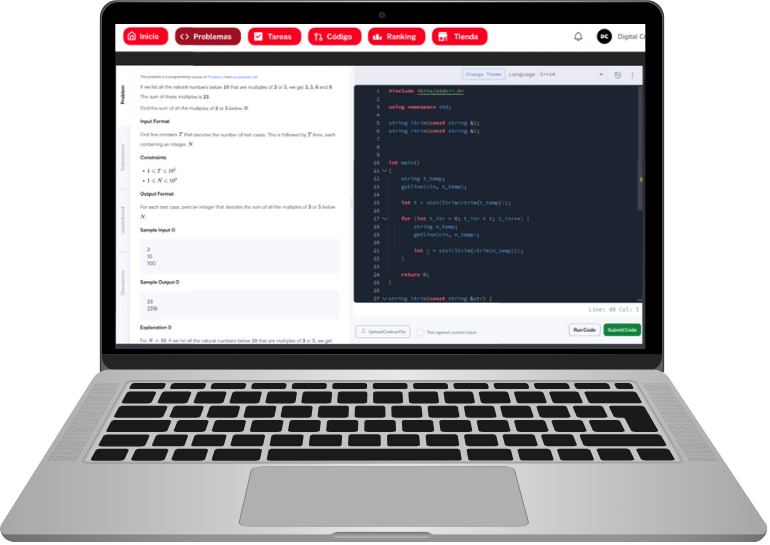 Inicio
<> Problemas
Tareas
Código
Ranking
Tienda
DC
Digital C
Problem
Submissions
Leaderboard
Discussions
This problem is a programming version of Problem 1 from projecteuler.net
If we list all the natural numbers below 10 that are multiples of 3 or 5, we get 3, 5, 6 and 9.
The sum of these multiples is 23.
Find the sum of all the multiples of 3 or 5 below N.
Input Format
First line contains T that denotes the number of test cases. This is followed by T lines, each
containing an integer, N.
Constraints
• 1 ⩽ T ⩽ 10⁵
• 1 ⩽ N ⩽ 10⁹
Output Format
For each test case, print an integer that denotes the sum of all the multiples of 3 or 5 below
N.
Sample Input 0
2
10
100
Sample Output 0
23
2318
Explanation 0
For N = 10, if we list all the natural numbers below 10 that are multiples of 3 or 5, we get
Change Theme
Language C++14
1 #include <bits/stdc++.h>
2
3 using namespace std;
4
5 string ltrim(const string &);
6 string rtrim(const string &);
7
8
9
10 int main()
11 {
12 string t_temp;
13 getline(cin, t_temp);
14
15 int t = stoi(ltrim(rtrim(t_temp)));
16
17 for (int t_itr = 0; t_itr < t; t_itr++) {
18 string n_temp;
19 getline(cin, n_temp);
20
21 int n = stoi(ltrim(rtrim(n_temp)));
22 }
23
24 return 0;
25 }
26
27 string ltrim(const string &str) {
Line: 48 Col: 1
Upload Code as File
Test against custom input
Run Code
Submit Code